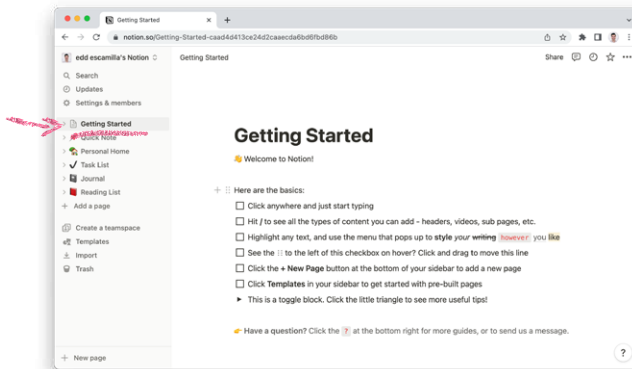 Getting Started
notion.so/Getting-Started-caad4d413ce24d2caaecda6bd6fbd86b
edd escamilla's Notion
Getting Started
Share
Search
Updates
Settings & members
Getting Started
Quick Note
Personal Home
Task List
Journal
Reading List
Add a page
Create a teamspace
Templates
Import
Trash
New page
Getting Started
👋 Welcome to Notion!
Here are the basics:
Click anywhere and just start typing
Hit / to see all the types of content you can add - headers, videos, sub pages, etc.
Highlight any text, and use the menu that pops up to style your writing however you like
See the ⋮⋮ to the left of this checkbox on hover? Click and drag to move this line
Click the + New Page button at the bottom of your sidebar to add a new page
Click Templates in your sidebar to get started with pre-built pages
This is a toggle block. Click the little triangle to see more useful tips!
👉 Have a question? Click the ? at the bottom right for more guides, or to send us a message.
?